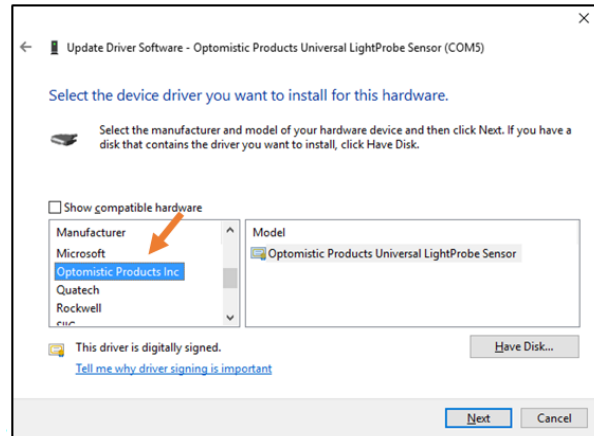 Update Driver Software - Optomistic Products Universal LightProbe Sensor (COM5)
Select the device driver you want to install for this hardware.
Select the manufacturer and model of your hardware device and then click Next. If you have a
disk that contains the driver you want to install, click Have Disk.
Show compatible hardware
Manufacturer
Microsoft
Optomistic Products Inc
Quatech
Rockwell
Model
Optomistic Products Universal LightProbe Sensor
This driver is digitally signed.
Tell me why driver signing is important
Have Disk...
Next
Cancel